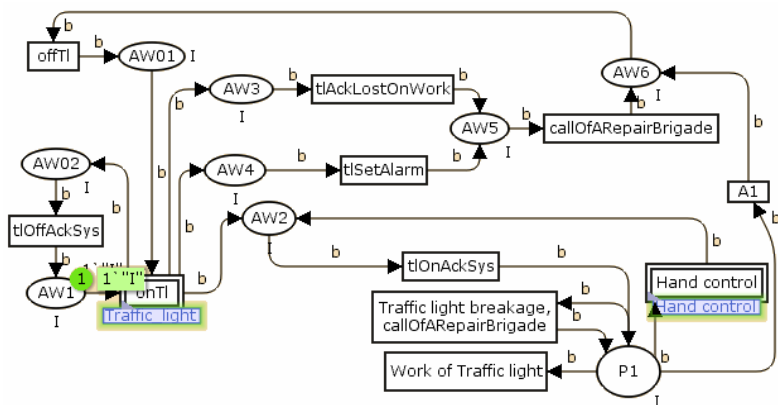 b
offTl
b
AW01
I
AW6
I
b
AW3
I
b
tlAckLostOnWork
b
AW5
I
b
callOfARepairBrigade
b
b
b
b
AW02
I
b
AW4
I
b
tlSetAlarm
b
A1
b
tlOffAckSys
b
b
b
AW2
I
b
b
b
tlOnAckSys
b
AW1
I
1
1`"I"
onTl
Traffic light
b
Hand control
Hand control
Traffic light breakage,
callOfARepairBrigade
b
b
Work of Traffic light
b
P1
I
b
b